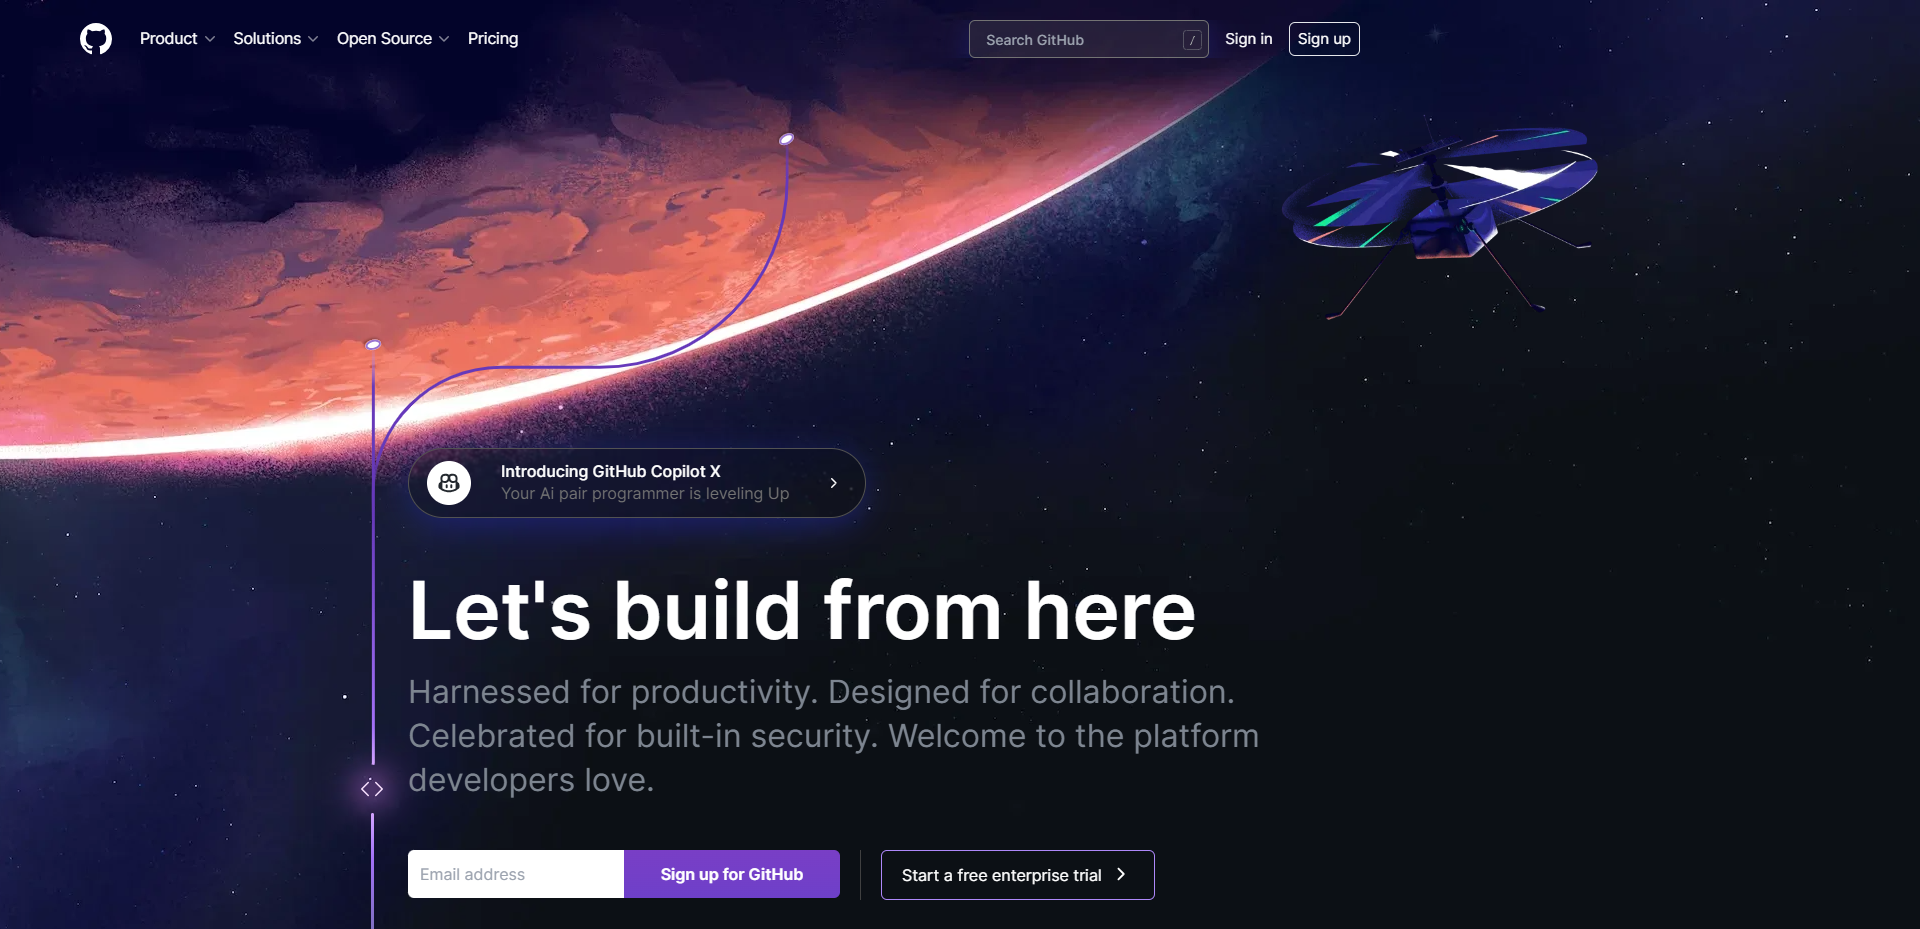 Product
Solutions
Open Source
Pricing
Search GitHub
/
Sign in
Sign up
Introducing GitHub Copilot X
Your Ai pair programmer is leveling Up
Let's build from here
Harnessed for productivity. Designed for collaboration.
Celebrated for built-in security. Welcome to the platform
developers love.
Email address
Sign up for GitHub
Start a free enterprise trial